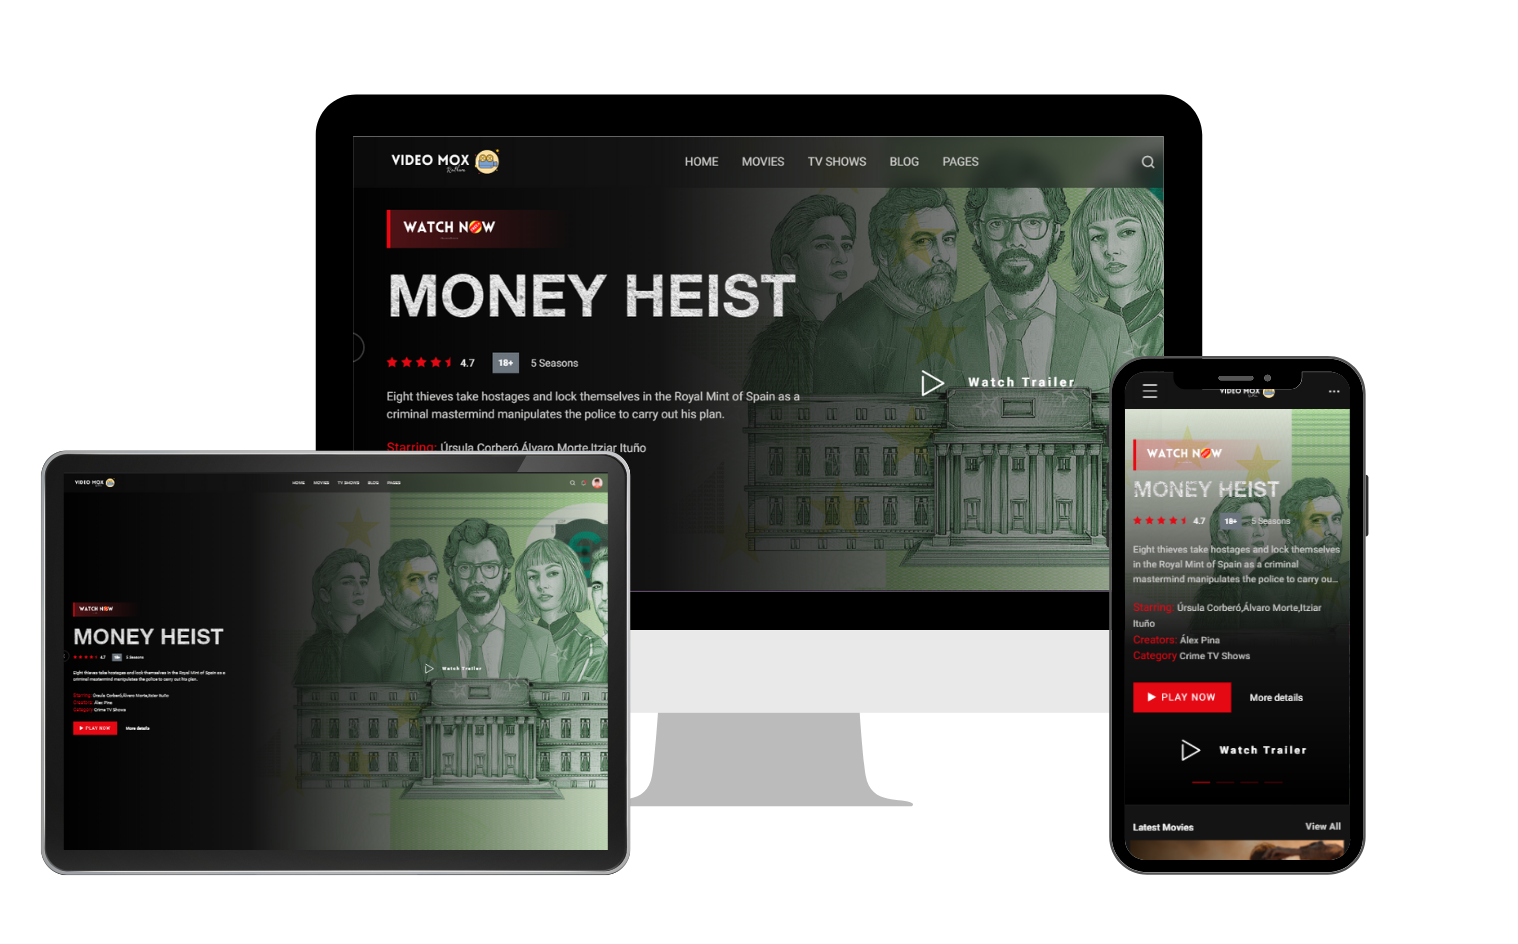 VIDEO MOX
HOME MOVIES TV SHOWS BLOG PAGES
WATCH NOW
MONEY HEIST
4.7 18+ 5 Seasons
Eight thieves take hostages and lock themselves in the Royal Mint of Spain as a
criminal mastermind manipulates the police to carry out his plan.
Starring: Úrsula Corberó,Álvaro Morte,Itziar Ituño
Watch Trailer
VIDEO MOX
HOME MOVIES TV SHOWS BLOG PAGES
WATCH NOW
MONEY HEIST
4.7 18+ 5 Seasons
Eight thieves take hostages and lock themselves in the Royal Mint of Spain as a
criminal mastermind manipulates the police to carry out his plan.
Starring: Úrsula Corberó,Álvaro Morte,Itziar Ituño
Creators: Álex Pina
Category: Crime TV Shows
PLAY NOW More details
Watch Trailer
VIDEO MOX
WATCH NOW
MONEY HEIST
4.7 18+ 5 Seasons
Eight thieves take hostages and lock themselves
in the Royal Mint of Spain as a criminal
mastermind manipulates the police to carry ou...
Starring: Úrsula Corberó,Álvaro Morte,Itziar
Ituño
Creators: Álex Pina
Category Crime TV Shows
PLAY NOW More details
Watch Trailer
Latest Movies View All